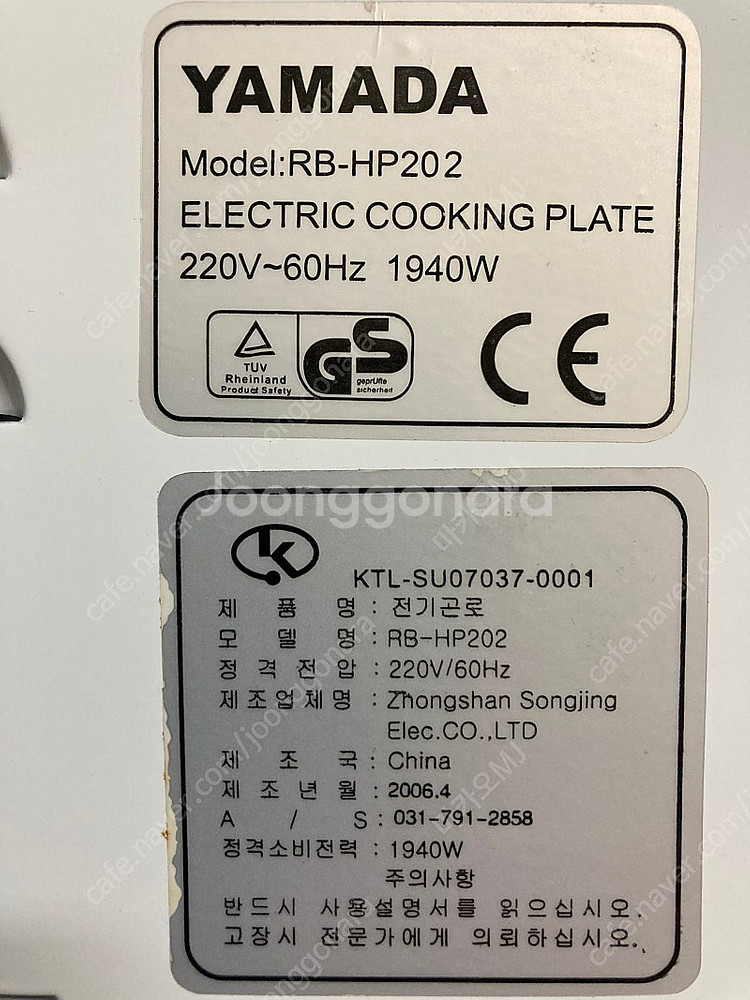 YAMADA
Model:RB-HP202
ELECTRIC COOKING PLATE
220V~60Hz 1940W
TÜV
Rheinland
Product Safety
GS
geprüfte
sicherheit
CE
Joonggonara
KTL-SU07037-0001
제 품 명 : 전기곤로
모 델 명 : RB-HP202
정 격 전 압 : 220V/60Hz
제조업체명 : Zhongshan Songjing
Elec.CO.,LTD
제 조 국 : China
제 조 년 월 : 2006.4
A / S : 031-791-2858
정격소비전력 : 1940W
주의사항
반드시 사용설명서를 읽으십시오.
고장시 전문가에게 의뢰하십시오.